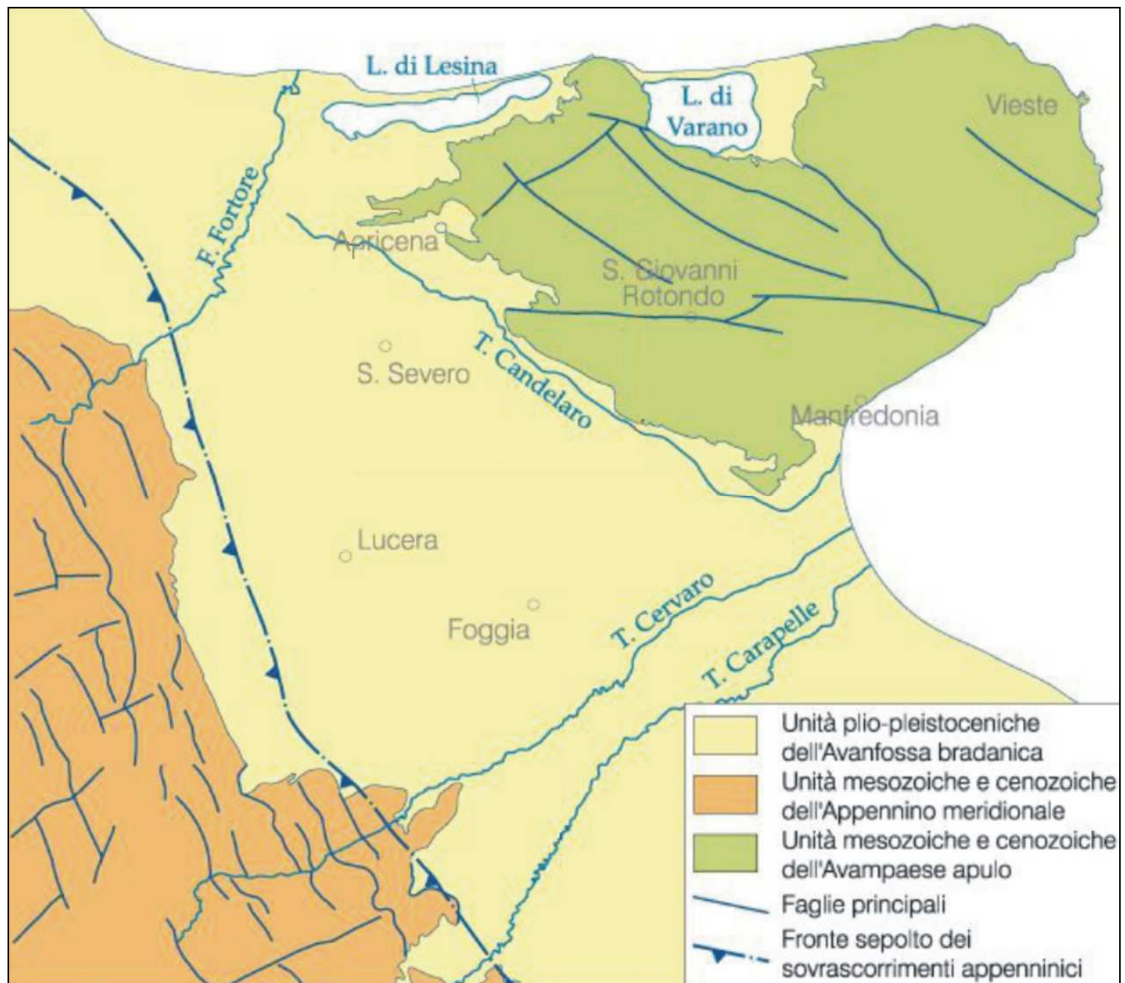 L. di Lesina
L. di
Varano
Vieste
F. Fortore
Apricena
S. Giovanni
Rotondo
S. Severo
T. Candelaro
Manfredonia
Lucera
Foggia
T. Cervaro
T. Carapelle
Unità plio-pleistoceniche
dell'Avanfossa bradanica
Unità mesozoiche e cenozoiche
dell'Appennino meridionale
Unità mesozoiche e cenozoiche
dell'Avampaese apulo
Faglie principali
Fronte sepolto dei
sovrascorrimenti appenninici